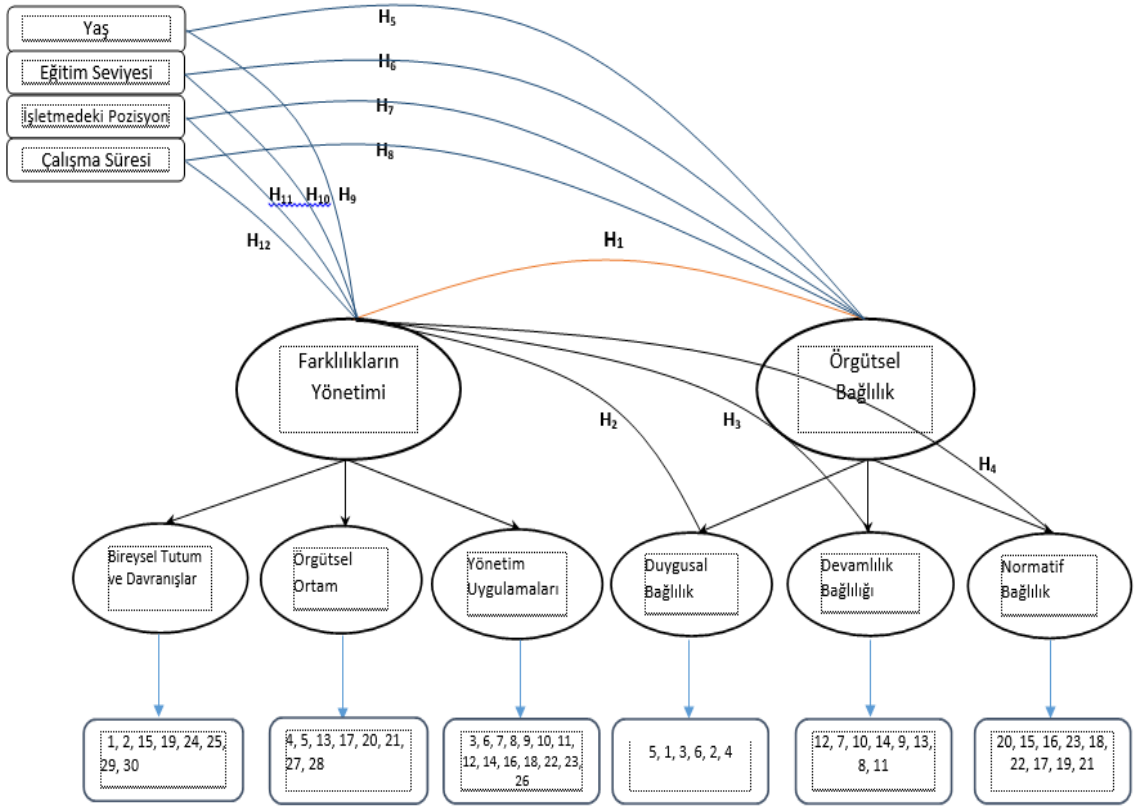 Yaş
Eğitim Seviyesi
İşletmedeki Pozisyon
Çalışma Süresi
H5
H6
H7
H8
H11 H10 H9
H12
H1
Farklılıkların
Yönetimi
Örgütsel
Bağlılık
H2
H3
H4
Bireysel Tutum
ve Davranışlar
Örgütsel
Ortam
Yönetim
Uygulamaları
Duygusal
Bağlılık
Devamlılık
Bağlılığı
Normatif
Bağlılık
1, 2, 15, 19, 24, 25,
29, 30
4, 5, 13, 17, 20, 21,
27, 28
3, 6, 7, 8, 9, 10, 11,
12, 14, 16, 18, 22, 23,
26
5, 1, 3, 6, 2, 4
12, 7, 10, 14, 9, 13,
8, 11
20, 15, 16, 23, 18,
22, 17, 19, 21